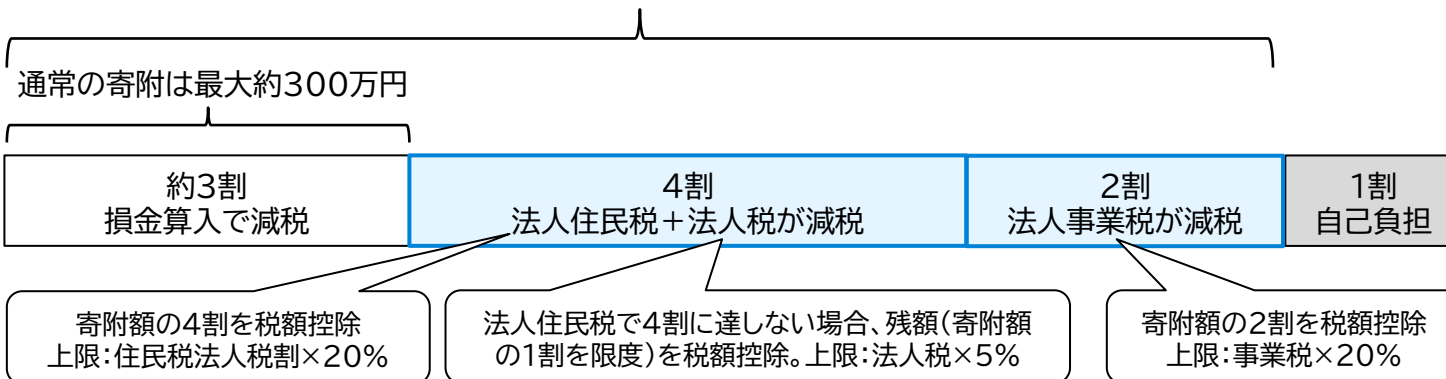 通常の寄附は最大約300万円
約3割
損金算入で減税
4割
法人住民税＋法人税が減税
2割
法人事業税が減税
1割
自己負担
寄附額の4割を税額控除
上限：住民税法人税割×20%
法人住民税で4割に達しない場合、残額（寄附額
の1割を限度）を税額控除。上限：法人税×5%
寄附額の2割を税額控除
上限：事業税×20%